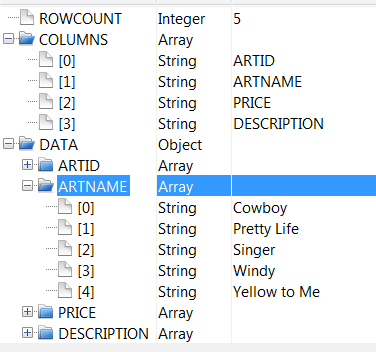 ROWCOUNT Integer 5
COLUMNS Array
[0] String ARTID
[1] String ARTNAME
[2] String PRICE
[3] String DESCRIPTION
DATA Object
ARTID Array
ARTNAME Array
[0] String Cowboy
[1] String Pretty Life
[2] String Singer
[3] String Windy
[4] String Yellow to Me
PRICE Array
DESCRIPTION Array